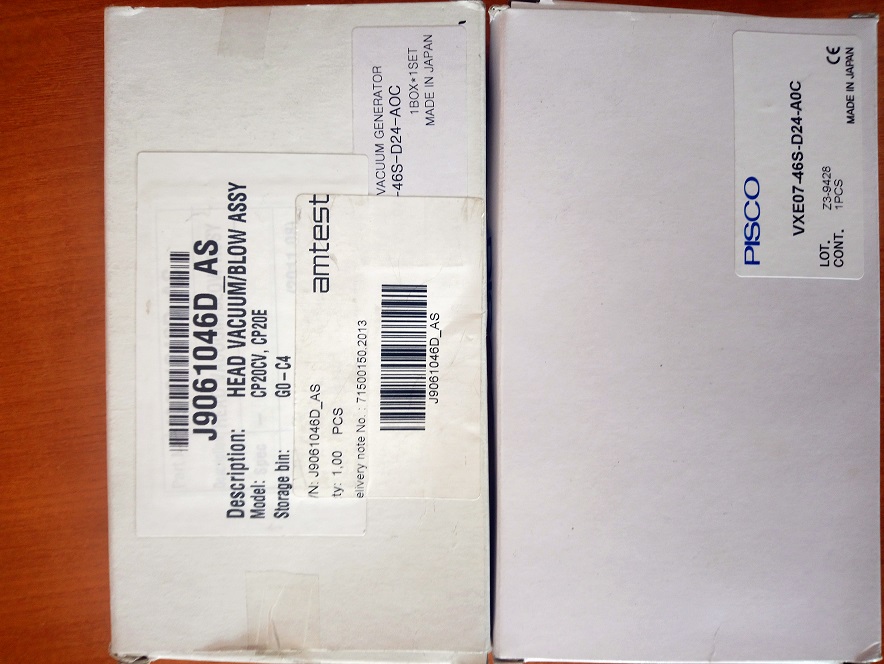 J9061046D_AS
Description: HEAD VACUUM/BLOW ASSY
Model: CP20CV, CP20E
Storage bin: G0-C4
amtest
/N: J9061046D_AS
ty: 1,00 PCS
elivery note No.: 71500150.2013
J9061046D_AS
VACUUM GENERATOR
-46S-D24-A0C
1BOX*1SET
MADE IN JAPAN
PISCO
VXE07-46S-D24-A0C
LOT. Z3-9428
CONT. 1PCS
CE
MADE IN JAPAN